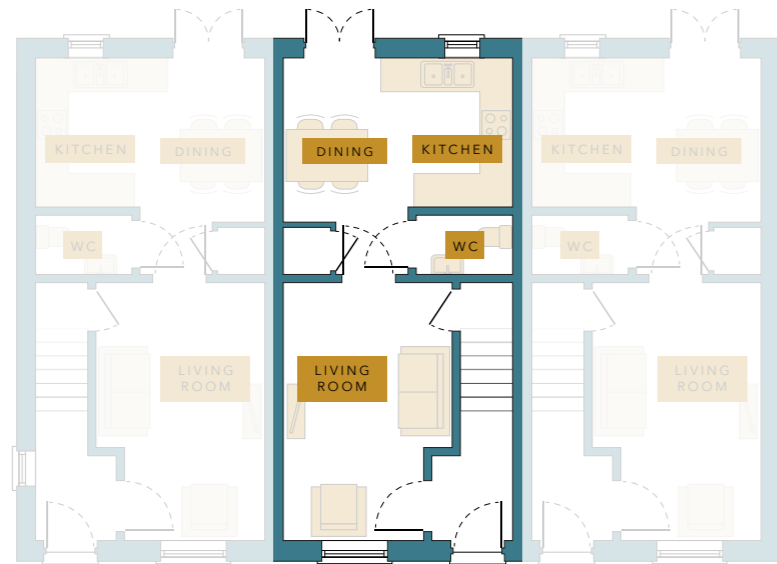 KITCHEN
DINING
DINING
KITCHEN
KITCHEN
DINING
WC
WC
WC
LIVING
ROOM
LIVING
ROOM
LIVING
ROOM